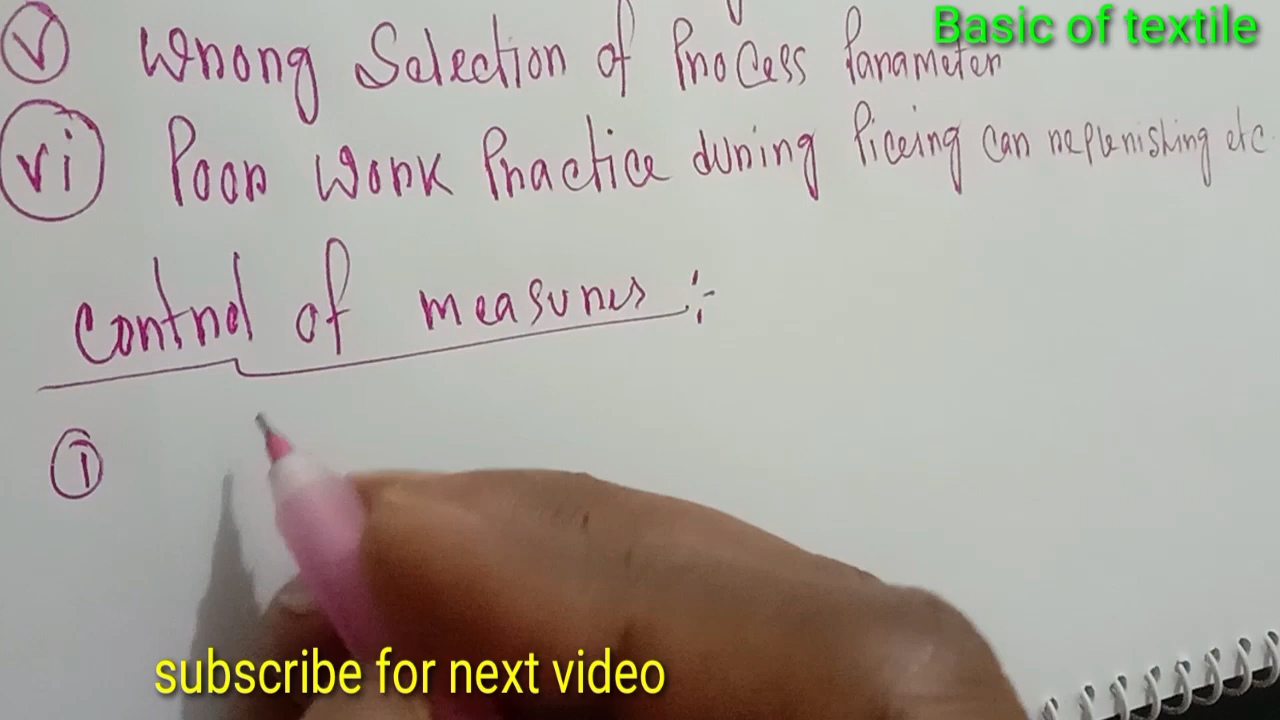 Basic of textile
v Wrong Selection of Process Parameter
vi Poor Work Practice during Piceing can replenishing etc.
Control of measures :-
i
subscribe for next video